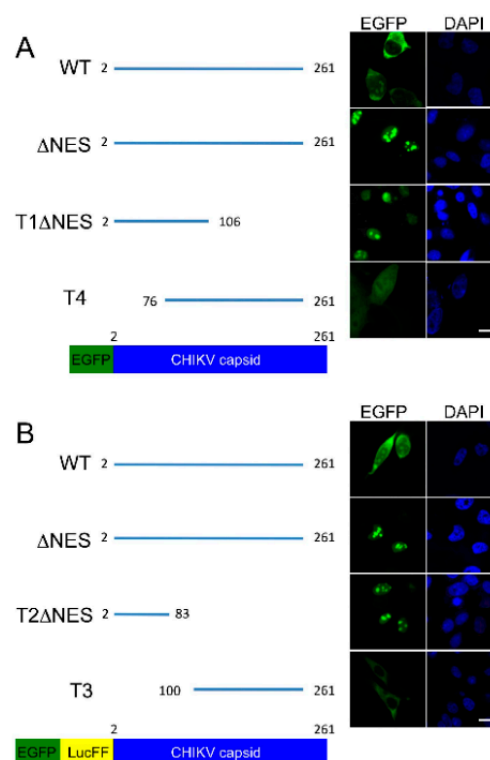 A
EGFP DAPI
WT 2 261
ΔNES 2 261
T1ΔNES 2 106
T4 76 261
2 261
EGFP CHIKV capsid
B
EGFP DAPI
WT 2 261
ΔNES 2 261
T2ΔNES 2 83
T3 100 261
2 261
EGFP LucFF CHIKV capsid